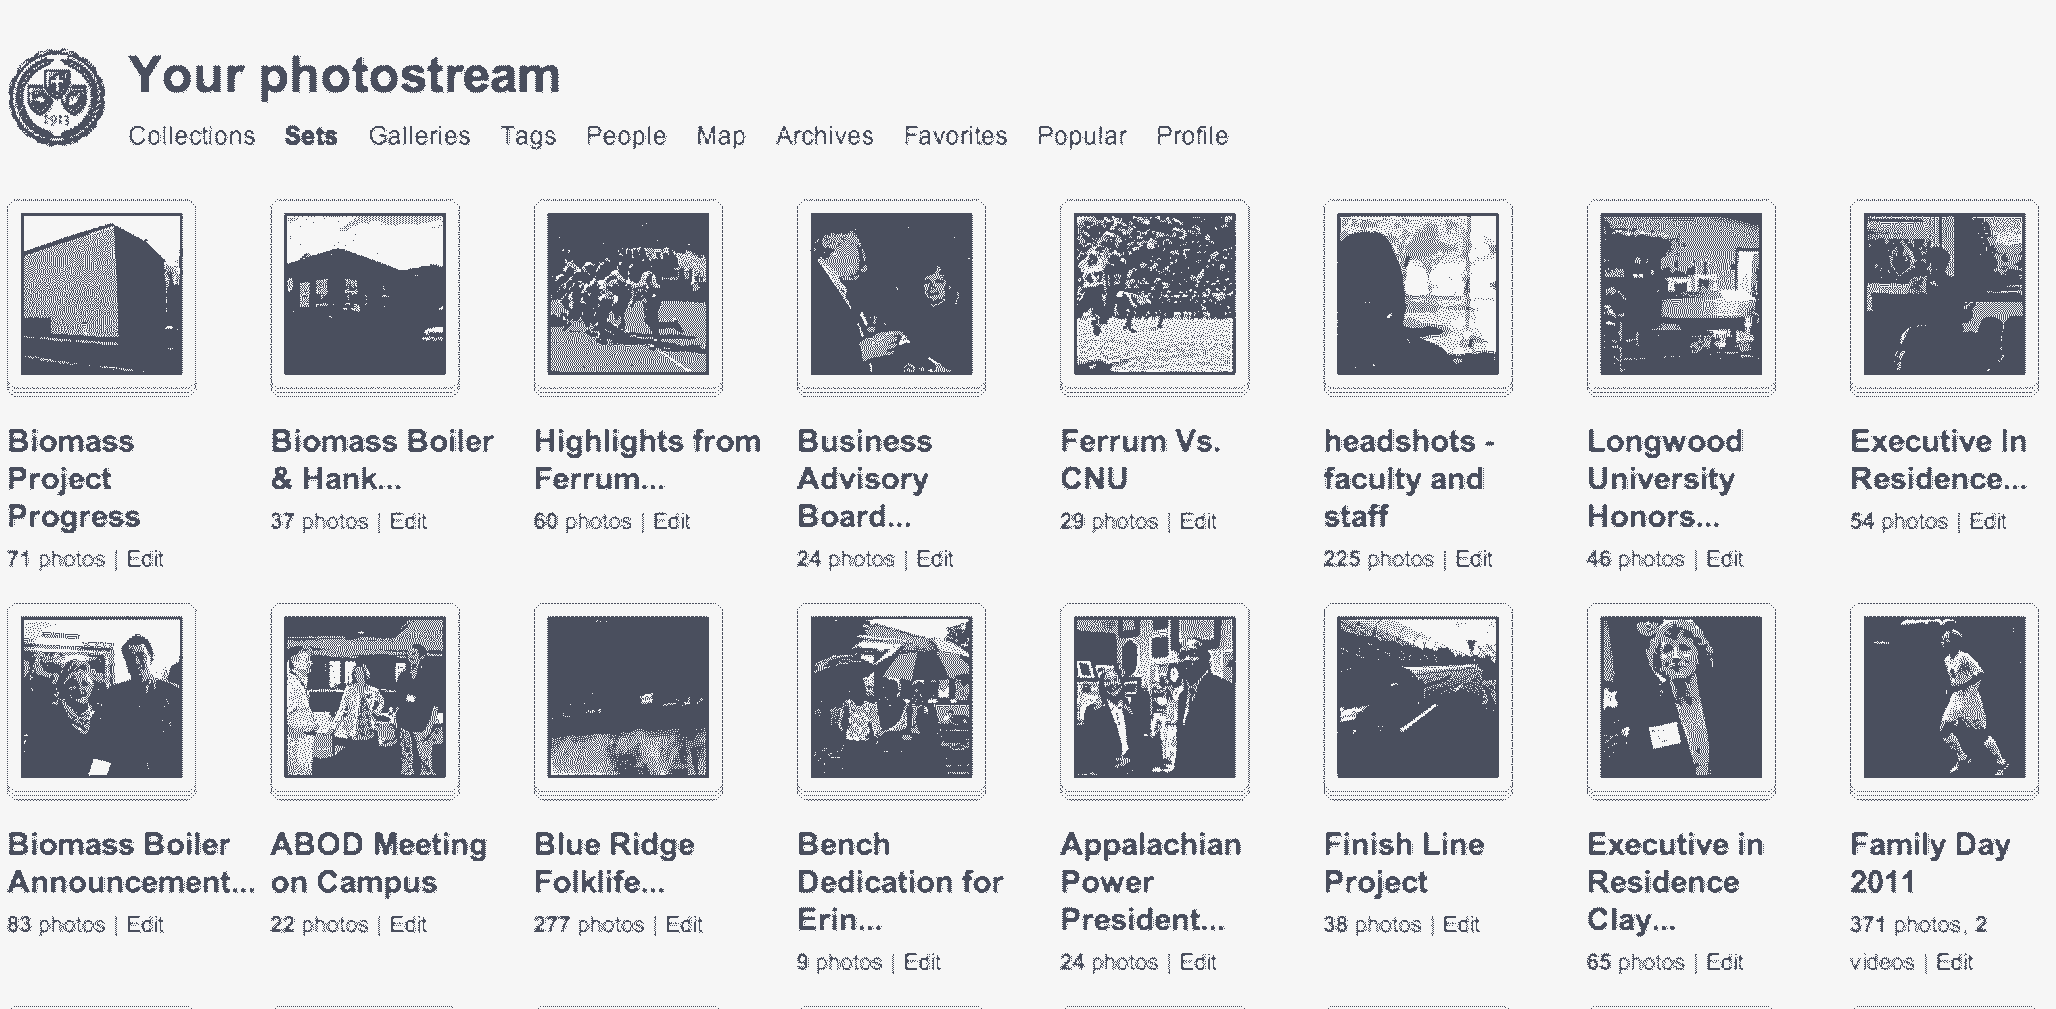 1913
Your photostream
Collections Sets Galleries Tags People Map Archives Favorites Popular Profile
Biomass
Project
Progress
71 photos | Edit
Biomass Boiler
& Hank...
37 photos | Edit
Highlights from
Ferrum...
60 photos | Edit
Business
Advisory
Board...
24 photos | Edit
Ferrum Vs.
CNU
29 photos | Edit
headshots -
faculty and
staff
225 photos | Edit
Longwood
University
Honors...
46 photos | Edit
Executive In
Residence...
54 photos | Edit
Biomass Boiler
Announcement...
83 photos | Edit
ABOD Meeting
on Campus
22 photos | Edit
Blue Ridge
Folklife...
277 photos | Edit
Bench
Dedication for
Erin...
9 photos | Edit
Appalachian
Power
President...
24 photos | Edit
Finish Line
Project
38 photos | Edit
Executive in
Residence
Clay...
65 photos | Edit
Family Day
2011
371 photos, 2
videos | Edit